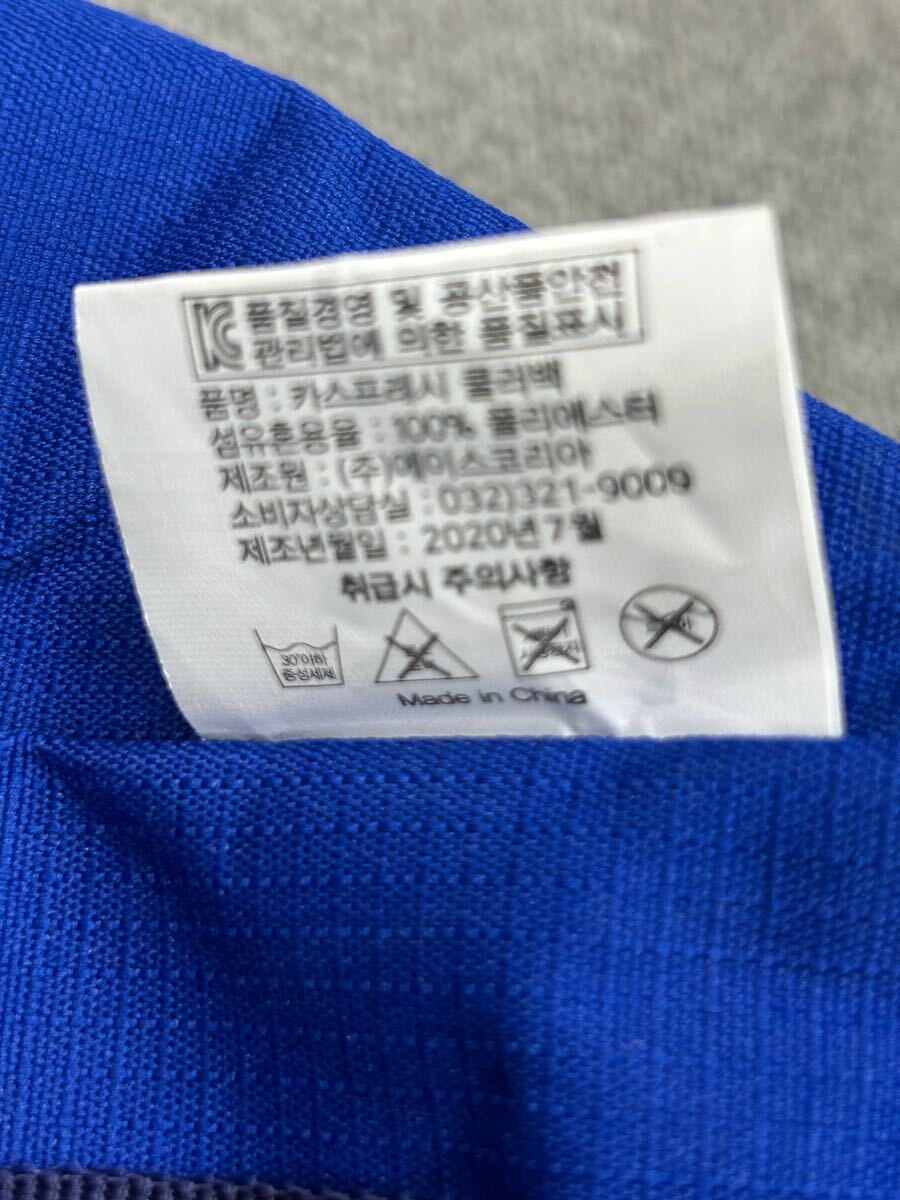 KC 품질경영 및 공산품안전
관리법에 의한 품질표시
품명 : 카스프레시 쿨러백
섬유혼용율 : 100% 폴리에스터
제조원 : (주)에이스코리아
소비자상담실 : 032)321-9009
제조년월일 : 2020년 7월
취급시 주의사항
30°이하
중성세제
Made in China